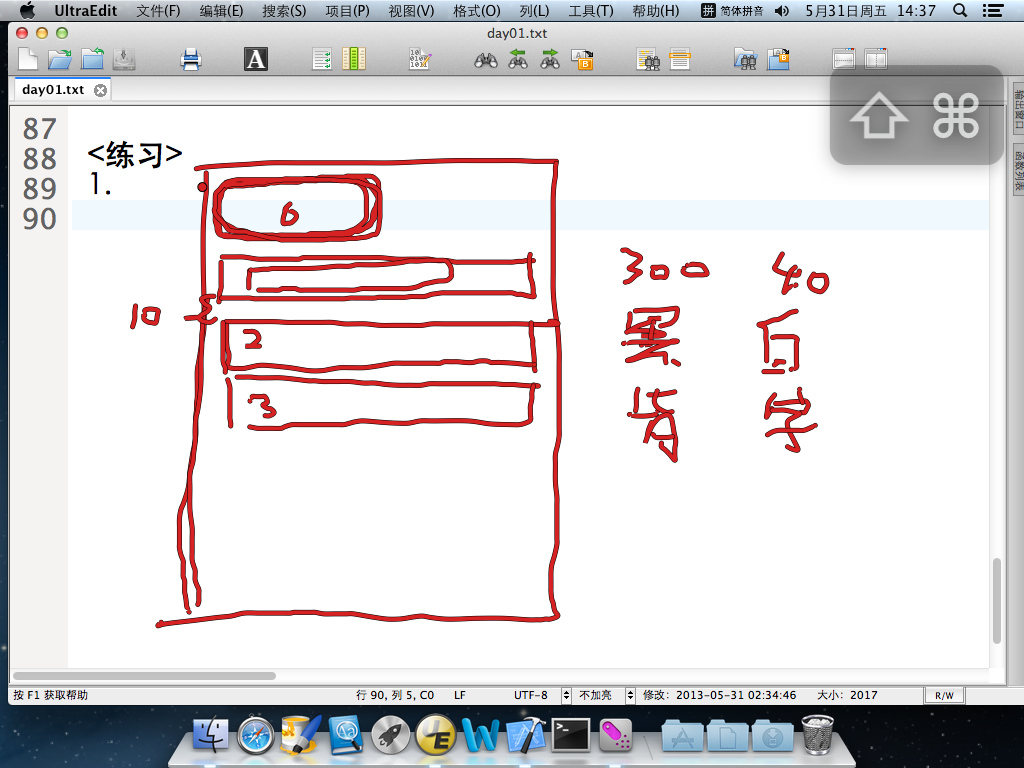 UltraEdit 文件(F) 编辑(E) 搜索(S) 项目(P) 视图(V) 格式(O) 列(L) 工具(T) 帮助(H) 拼 简体拼音 5月31日周五 14:37
day01.txt
day01.txt
输出窗口
函数列表
87
88 <练习>
89 1.
90
6
10
2
3
300 40
黑 白
背 字
按 F1 获取帮助 行 90, 列 5, C0 LF UTF-8 不加亮 修改: 2013-05-31 02:34:46 大小: 2017 R/W